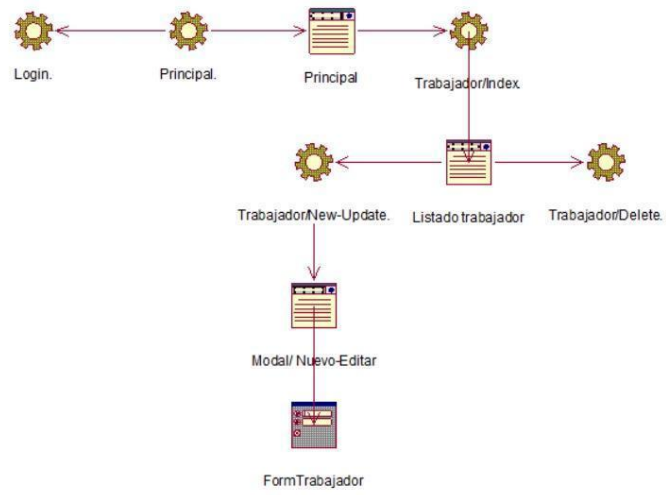 Login.
Principal.
Principal
Trabajador/Index.
Trabajador/New-Update.
Listado trabajador
Trabajador/Delete.
Modal/ Nuevo-Editar
FormTrabajador